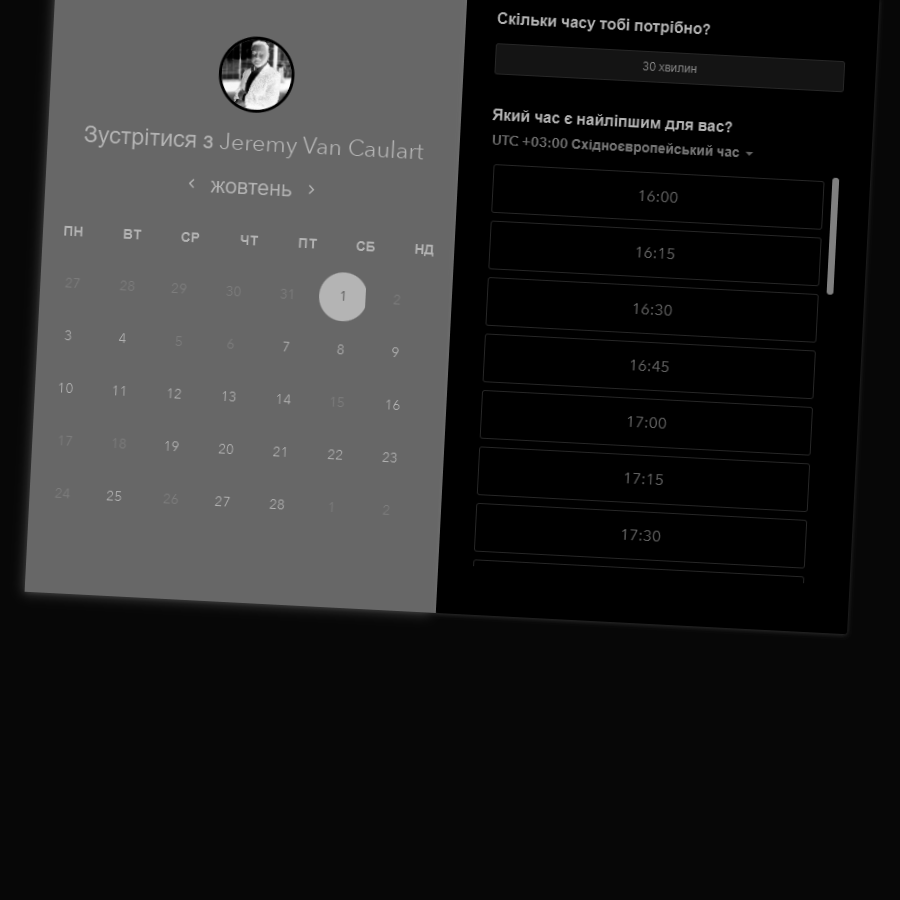 Зустрітися з Jeremy Van Caulart
‹ жовтень ›
ПН ВТ СР ЧТ ПТ СБ НД
27 28 29 30 31 1 2
3 4 5 6 7 8 9
10 11 12 13 14 15 16
17 18 19 20 21 22 23
24 25 26 27 28 1 2
Скільки часу тобі потрібно?
30 хвилин
Який час є найліпшим для вас?
UTC +03:00 Східноєвропейський час
16:00
16:15
16:30
16:45
17:00
17:15
17:30